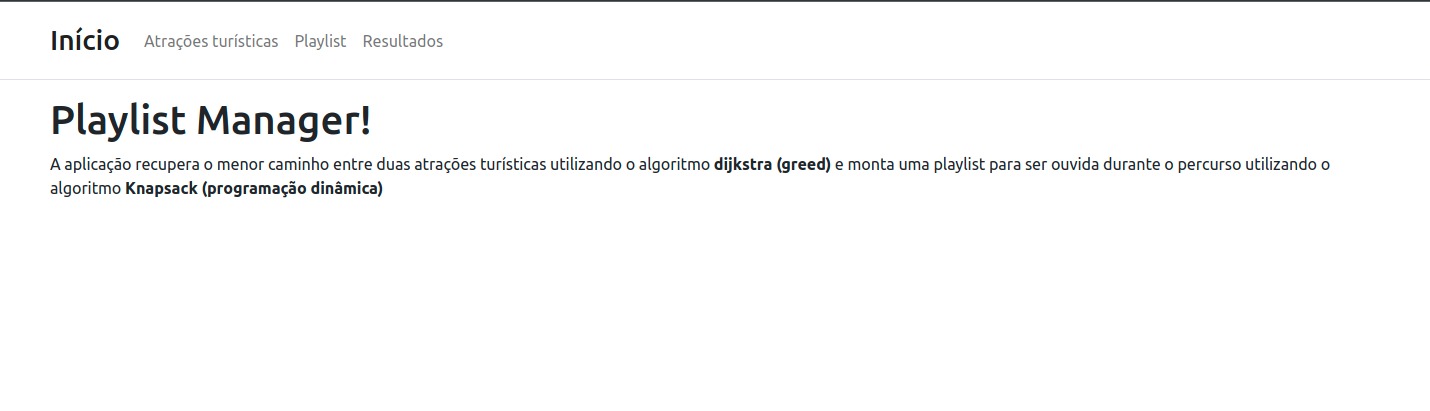 Início Atrações turísticas Playlist Resultados
Playlist Manager!
A aplicação recupera o menor caminho entre duas atrações turísticas utilizando o algoritmo dijkstra (greed) e monta uma playlist para ser ouvida durante o percurso utilizando o
algoritmo Knapsack (programação dinâmica)